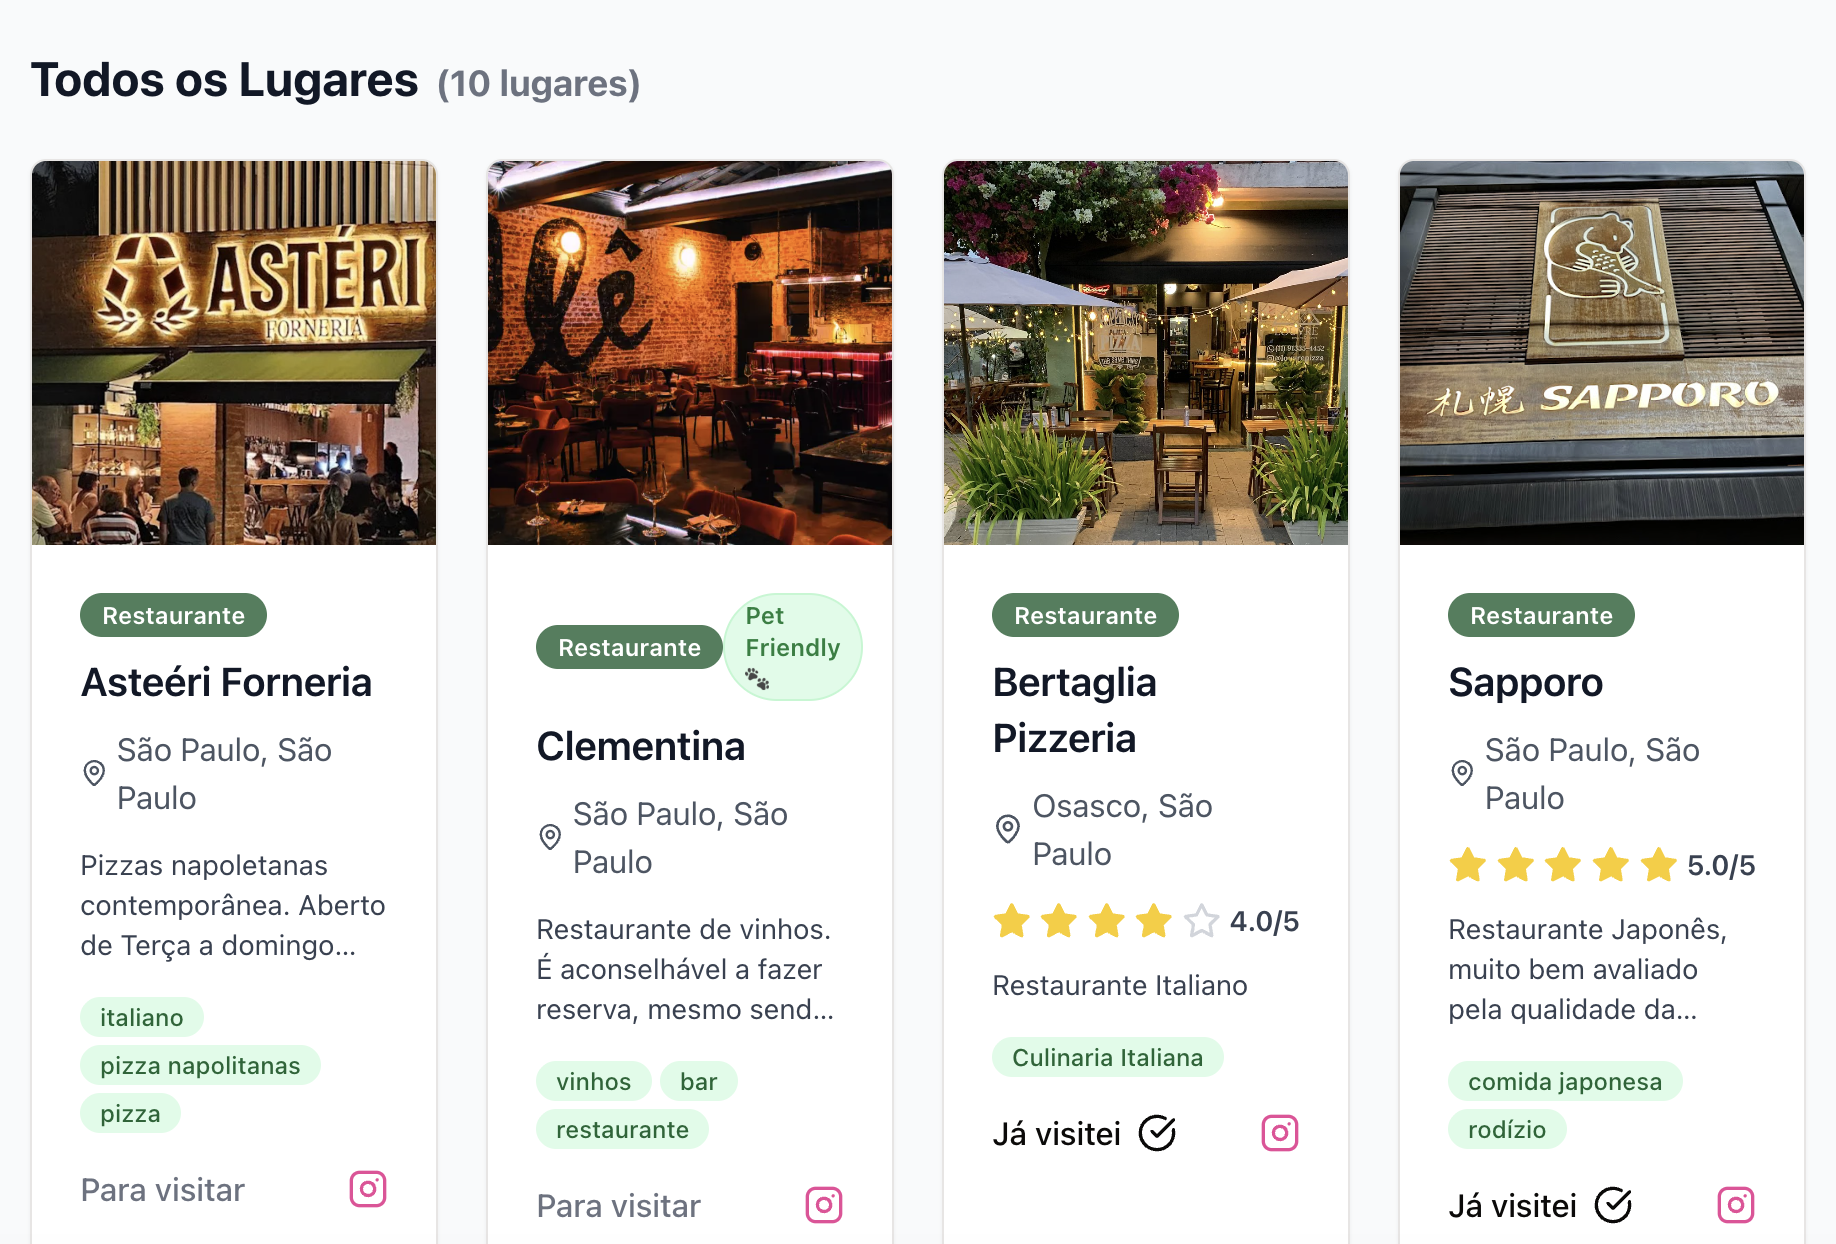 Todos os Lugares (10 lugares)
ASTÉRI
FORNERIA
Restaurante
Asteéri Forneria
São Paulo, São
Paulo
Pizzas napoletanas
contemporânea. Aberto
de Terça a domingo...
italiano
pizza napolitanas
pizza
Para visitar
lê
Restaurante
Pet
Friendly
🐾
Clementina
São Paulo, São
Paulo
Restaurante de vinhos.
É aconselhável a fazer
reserva, mesmo send...
vinhos bar
restaurante
Para visitar
Restaurante
Bertaglia
Pizzeria
Osasco, São
Paulo
4.0/5
Restaurante Italiano
Culinaria Italiana
Já visitei
札幌 SAPPORO
Restaurante
Sapporo
São Paulo, São
Paulo
5.0/5
Restaurante Japonês,
muito bem avaliado
pela qualidade da...
comida japonesa
rodízio
Já visitei